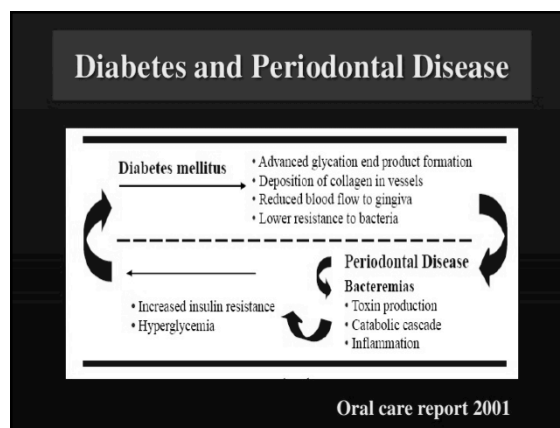 Diabetes and Periodontal Disease
Diabetes mellitus
• Advanced glycation end product formation
• Deposition of collagen in vessels
• Reduced blood flow to gingiva
• Lower resistance to bacteria
Periodontal Disease
Bacteremias
• Toxin production
• Catabolic cascade
• Inflammation
• Increased insulin resistance
• Hyperglycemia
Oral care report 2001